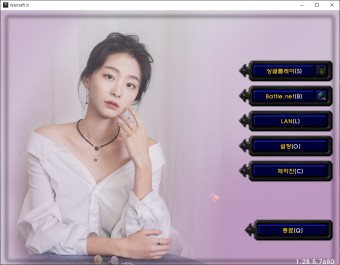 Warcraft III
싱글플레이(S)
Battle.net(B)
LAN(L)
설정(O)
제작진(C)
종료(Q)
1.28.5.7680